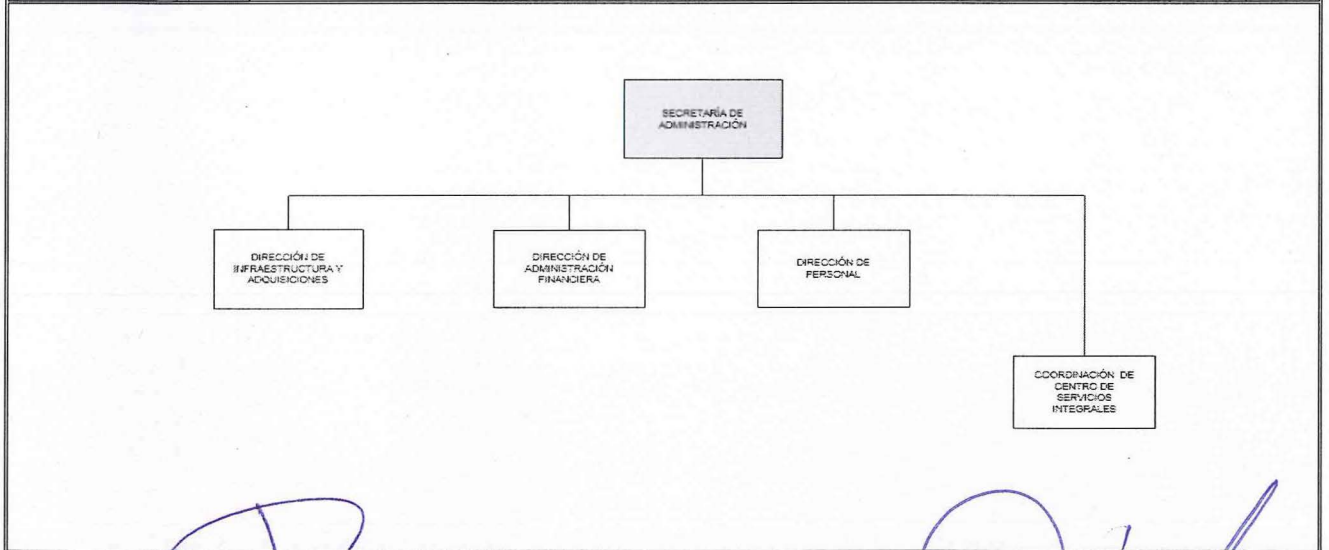 SECRETARÍA DE
ADMINISTRACIÓN
DIRECCIÓN DE
INFRAESTRUCTURA Y
ADQUISICIONES
DIRECCIÓN DE
ADMINISTRACIÓN
FINANCIERA
DIRECCIÓN DE
PERSONAL
COORDINACIÓN DE
CENTRO DE
SERVICIOS
INTEGRALES